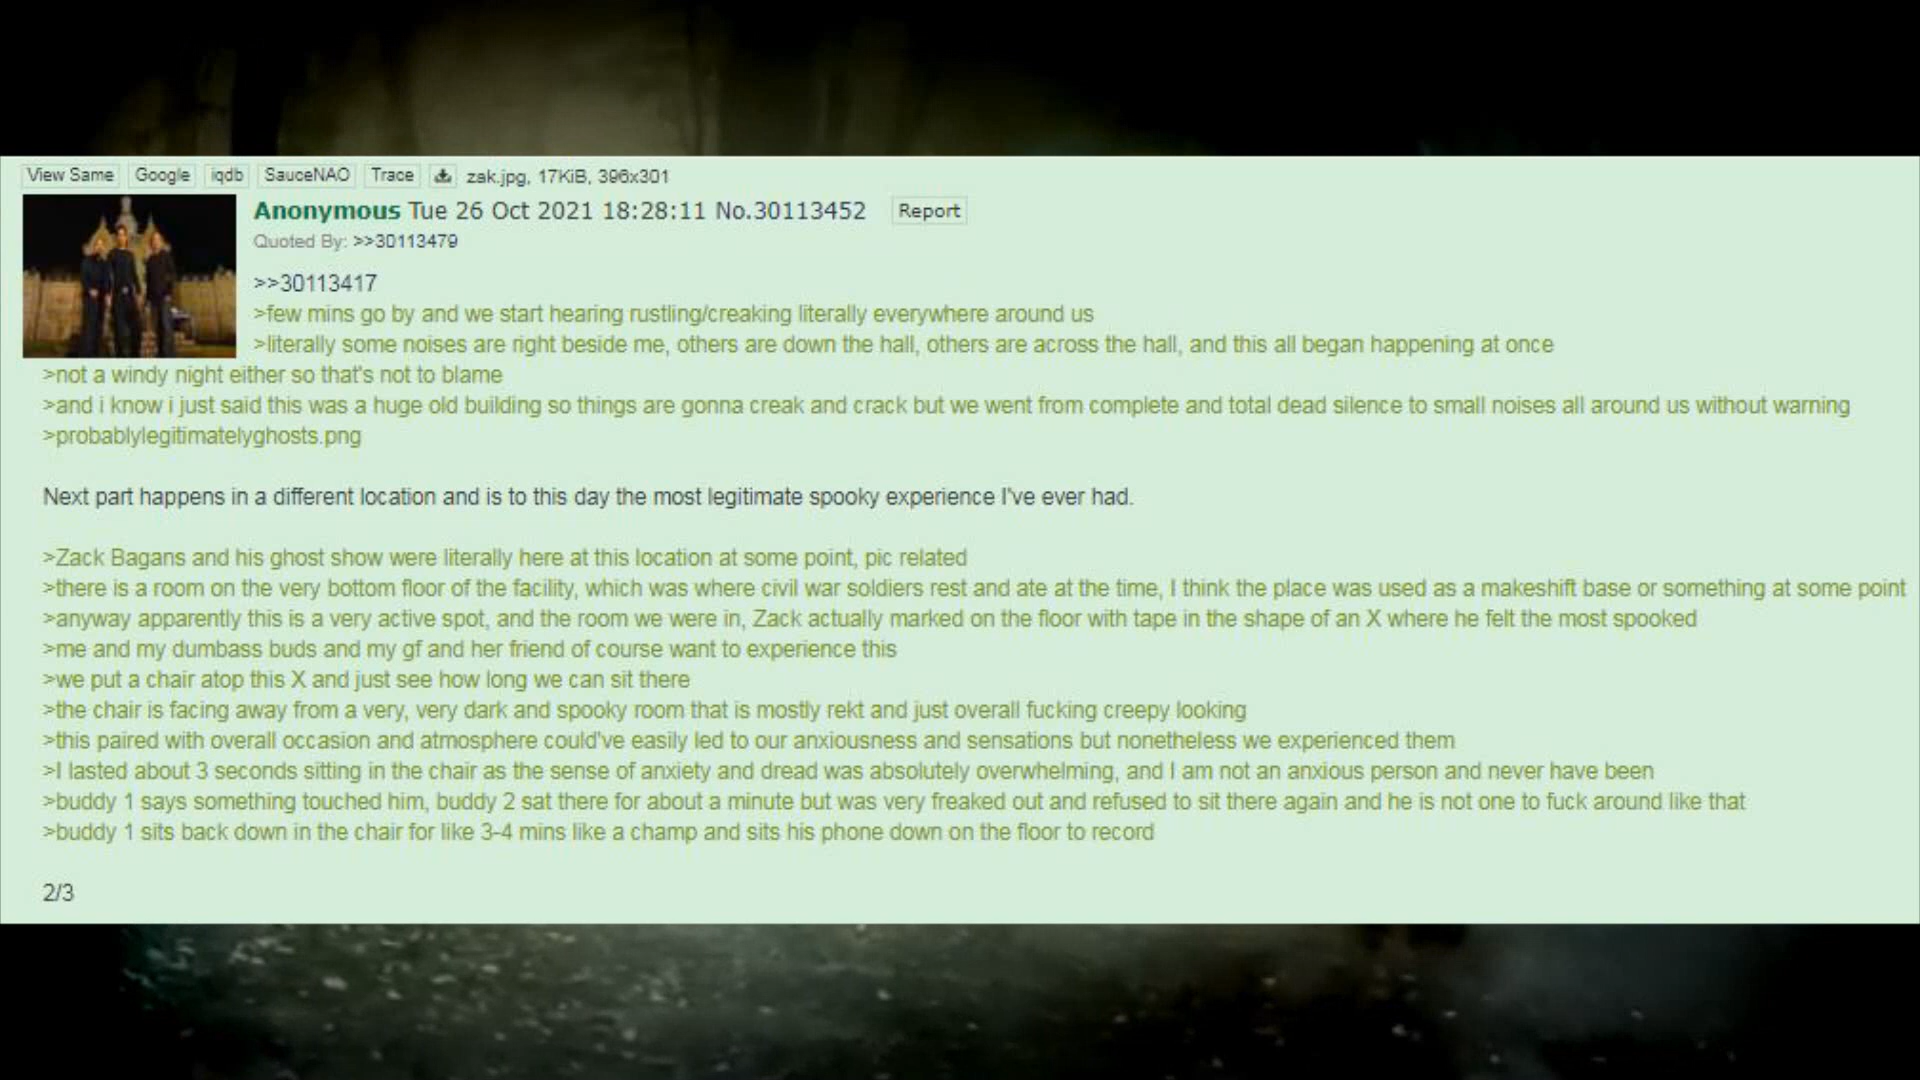 View Same Google iqdb SauceNAO Trace zak.jpg, 17KiB, 396x301
Anonymous Tue 26 Oct 2021 18:28:11 No.30113452 Report
Quoted By: >>30113479
>>30113417
>few mins go by and we start hearing rustling/creaking literally everywhere around us
>literally some noises are right beside me, others are down the hall, others are across the hall, and this all began happening at once
>not a windy night either so that's not to blame
>and i know i just said this was a huge old building so things are gonna creak and crack but we went from complete and total dead silence to small noises all around us without warning
>probablylegitimatelyghosts.png
Next part happens in a different location and is to this day the most legitimate spooky experience I've ever had.
>Zack Bagans and his ghost show were literally here at this location at some point, pic related
>there is a room on the very bottom floor of the facility, which was where civil war soldiers rest and ate at the time, I think the place was used as a makeshift base or something at some point
>anyway apparently this is a very active spot, and the room we were in, Zack actually marked on the floor with tape in the shape of an X where he felt the most spooked
>me and my dumbass buds and my gf and her friend of course want to experience this
>we put a chair atop this X and just see how long we can sit there
>the chair is facing away from a very, very dark and spooky room that is mostly rekt and just overall fucking creepy looking
>this paired with overall occasion and atmosphere could've easily led to our anxiousness and sensations but nonetheless we experienced them
>I lasted about 3 seconds sitting in the chair as the sense of anxiety and dread was absolutely overwhelming, and I am not an anxious person and never have been
>buddy 1 says something touched him, buddy 2 sat there for about a minute but was very freaked out and refused to sit there again and he is not one to fuck around like that
>buddy 1 sits back down in the chair for like 3-4 mins like a champ and sits his phone down on the floor to record
2/3